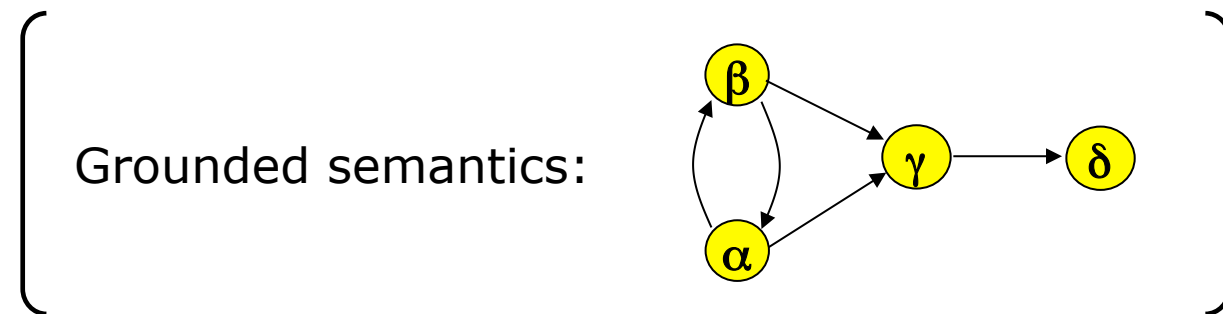 β
Grounded semantics:
γ
δ
α